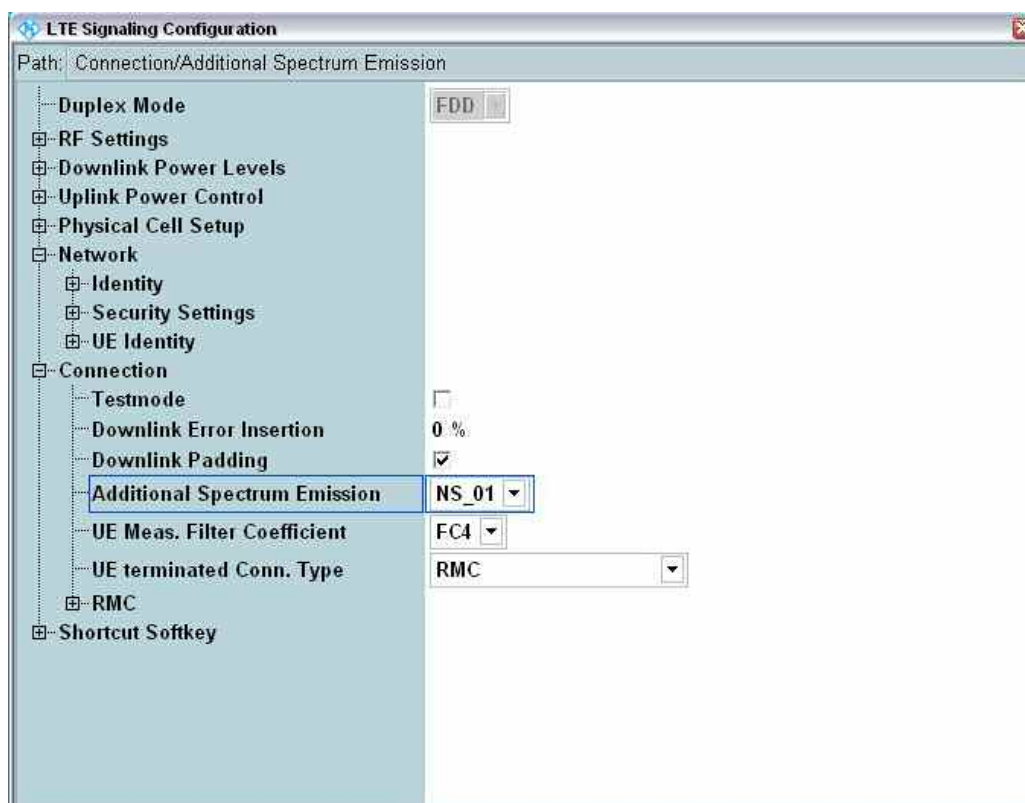 LTE Signaling Configuration
Path: Connection/Additional Spectrum Emission
Duplex Mode FDD
RF Settings
Downlink Power Levels
Uplink Power Control
Physical Cell Setup
Network
Identity
Security Settings
UE Identity
Connection
Testmode
Downlink Error Insertion 0 %
Downlink Padding
Additional Spectrum Emission NS_01
UE Meas. Filter Coefficient FC4
UE terminated Conn. Type RMC
RMC
Shortcut Softkey